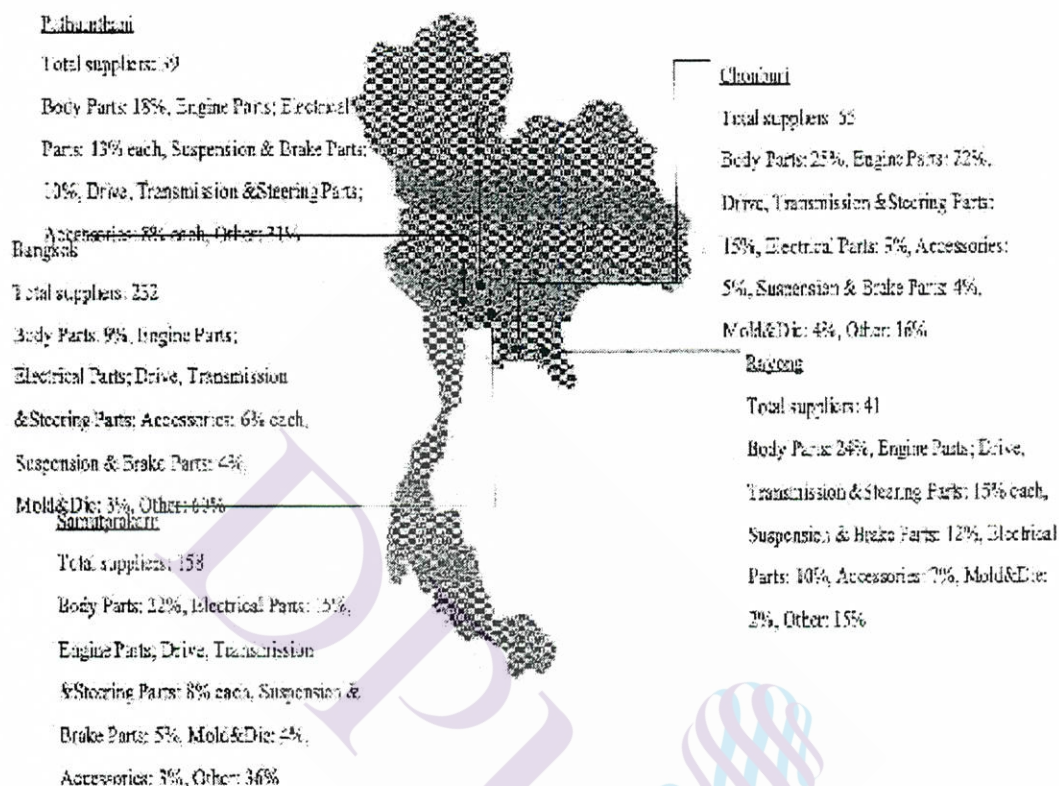 Pathumthani
Total suppliers: 39
Body Parts: 18%, Engine Parts; Electrical
Parts: 13% each, Suspension & Brake Parts:
10%, Drive, Transmission &Steering Parts;
Accessories: 8% each, Other: 31%
Bangkok
Total suppliers: 232
Body Parts: 9%, Engine Parts;
Electrical Parts; Drive, Transmission
&Steering Parts; Accessories: 6% each,
Suspension & Brake Parts: 4%,
Mold&Die: 3%, Other:
Samutprakarn
Total suppliers: 158
Body Parts: 22%, Electrical Parts: 15%,
Engine Parts; Drive, Transmission
&Steering Parts: 8% each, Suspension &
Brake Parts: 5%, Mold&Die: 4%,
Accessories: 3%, Other: 36%
Chonburi
Total suppliers: 55
Body Parts: 25%, Engine Parts: 22%,
Drive, Transmission &Steering Parts:
15%, Electrical Parts: Accessories:
5%, Suspension & Brake Parts: 4%,
Mold&Die: 4%, Other: 16%
Rayong
Total suppliers: 41
Body Parts: 24%, Engine Parts; Drive,
Transmission &Steering Parts: 15% each,
Suspension & Brake Parts: 12%, Electrical
Parts: 10%, Accessories: 7%, Mold&Die:
2%, Other: 15%